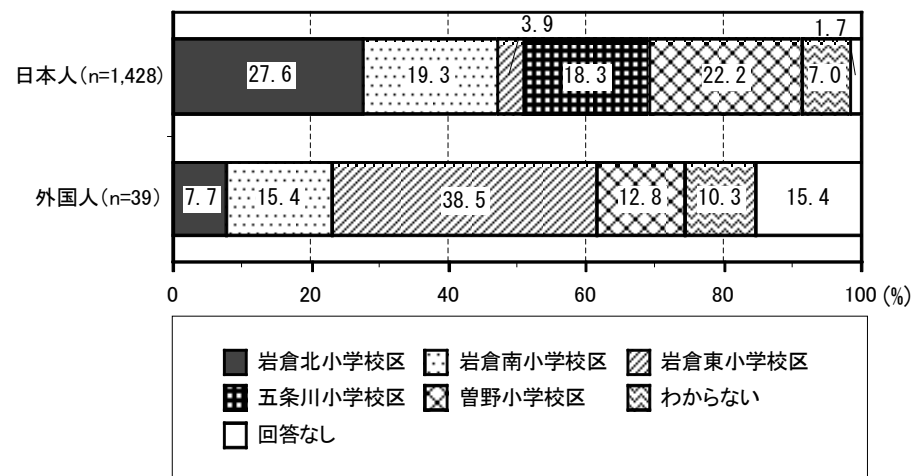 3.9 1.7
日本人（n=1,428） 27.6 19.3 18.3 22.2 7.0
外国人（n=39） 7.7 15.4 38.5 12.8 10.3 15.4
0 20 40 60 80 100 (%)
岩倉北小学校区 岩倉南小学校区 岩倉東小学校区
五条川小学校区 曽野小学校区 わからない
回答なし